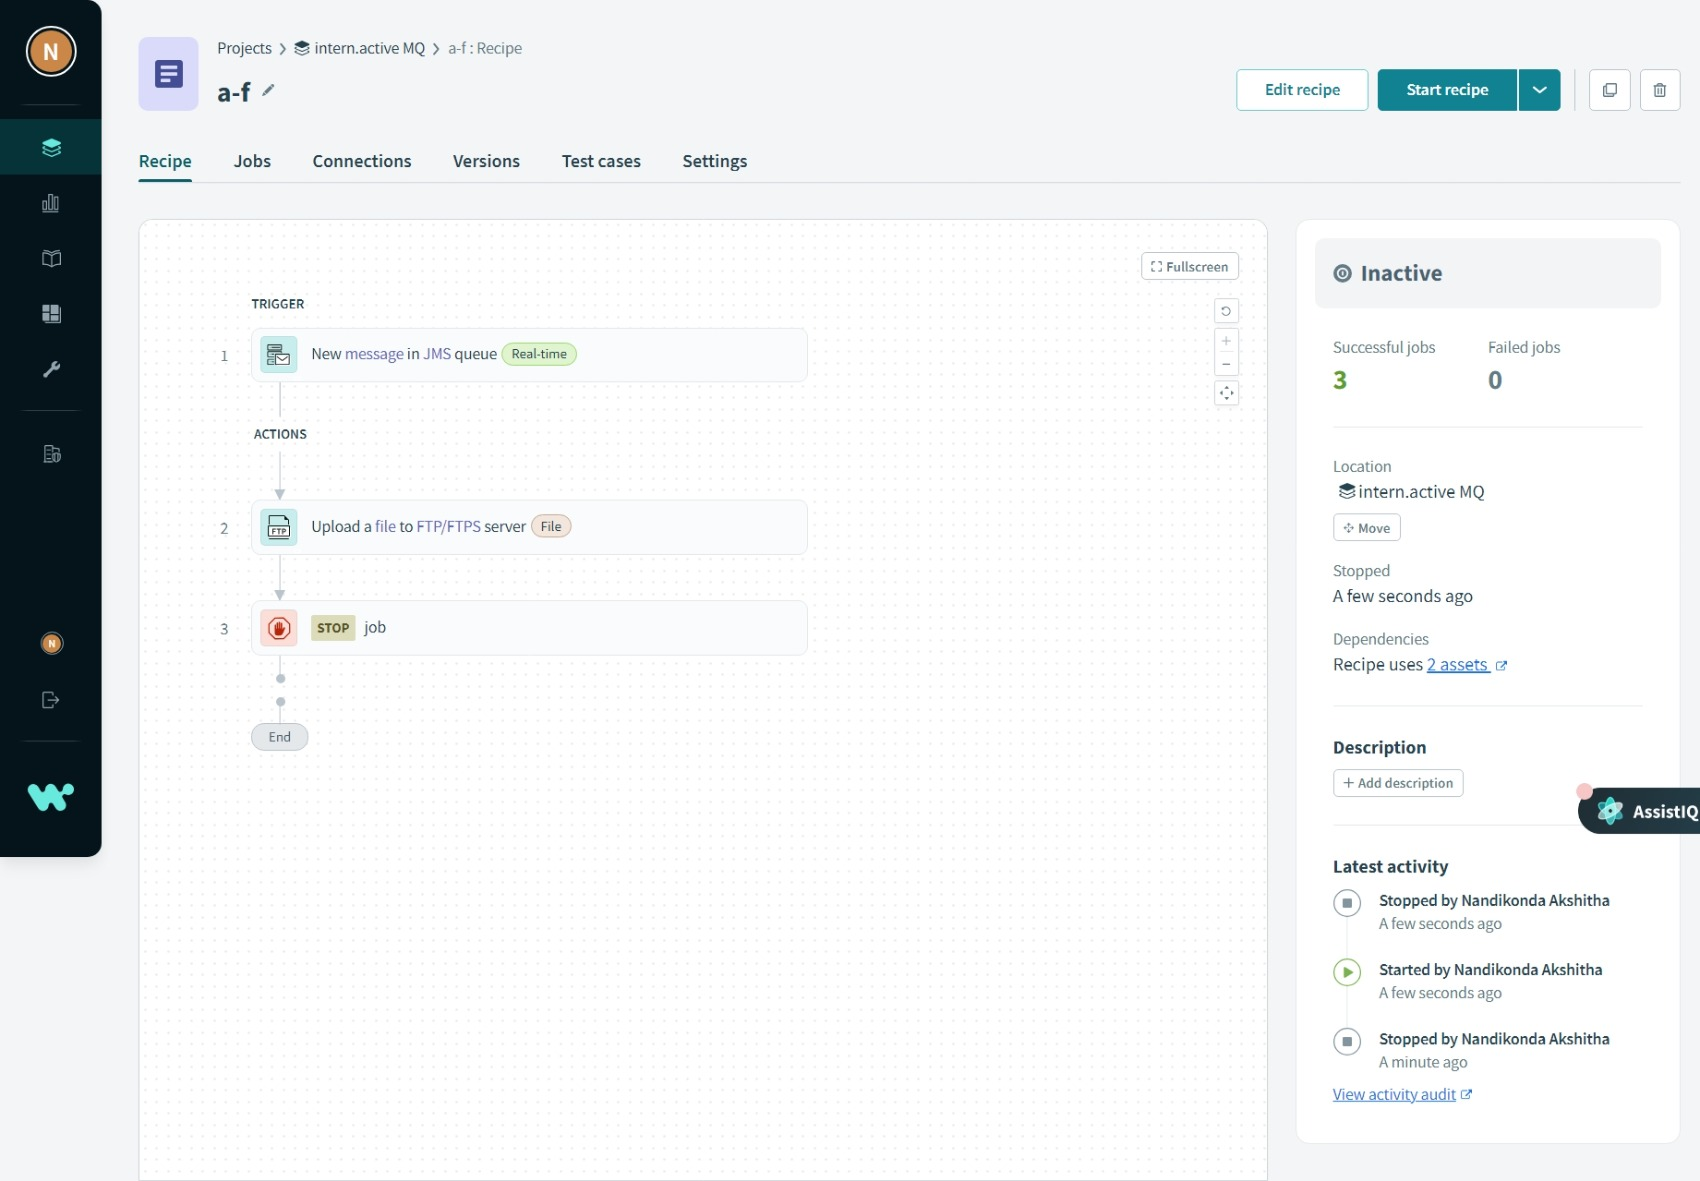 N
Projects > intern.active MQ > a-f : Recipe
a-f
Edit recipe
Start recipe
Recipe Jobs Connections Versions Test cases Settings
Fullscreen
TRIGGER
1 New message in JMS queue Real-time
ACTIONS
2 FTP Upload a file to FTP/FTPS server File
3 STOP job
End
Inactive
Successful jobs Failed jobs
3 0
Location
intern.active MQ
Move
Stopped
A few seconds ago
Dependencies
Recipe uses 2 assets
Description
+ Add description
AssistIQ
Latest activity
Stopped by Nandikonda Akshitha
A few seconds ago
Started by Nandikonda Akshitha
A few seconds ago
Stopped by Nandikonda Akshitha
A minute ago
View activity audit
N